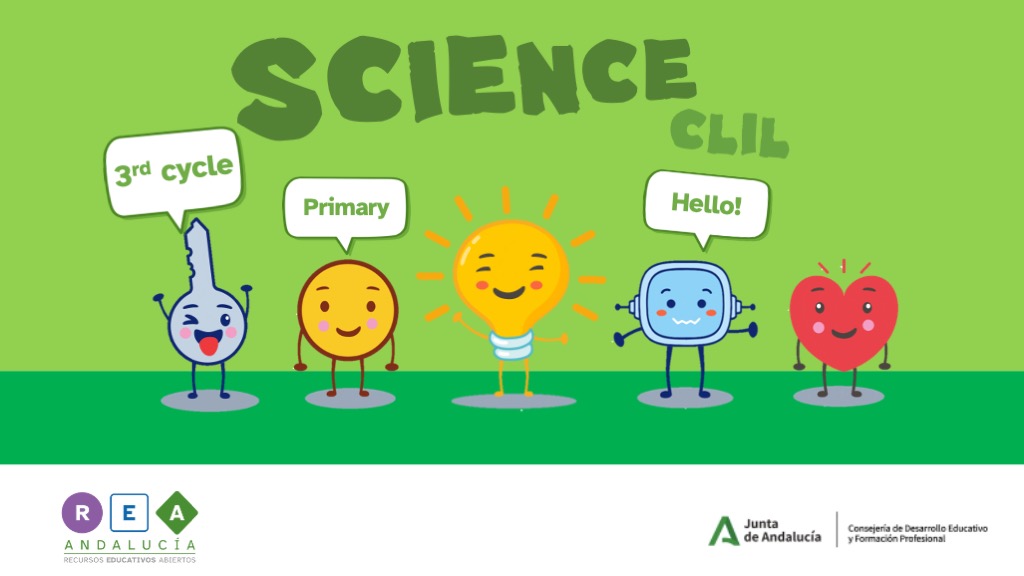 SCIENCE
CLIL
3rd cycle
Primary
Hello!
R E A
ANDALUCÍA
RECURSOS EDUCATIVOS ABIERTOS
Junta
de Andalucía
Consejería de Desarrollo Educativo
y Formación Profesional